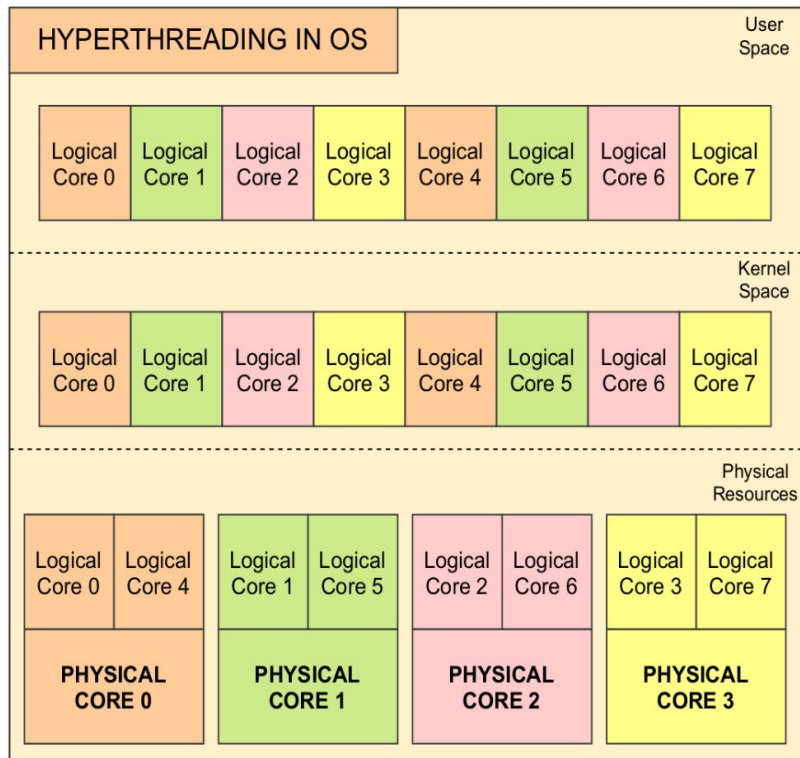 HYPERTHREADING IN OS
User
Space
Logical Logical Logical Logical Logical Logical Logical Logical
Core 0 Core 1 Core 2 Core 3 Core 4 Core 5 Core 6 Core 7
Kernel
Space
Logical Logical Logical Logical Logical Logical Logical Logical
Core 0 Core 1 Core 2 Core 3 Core 4 Core 5 Core 6 Core 7
Physical
Resources
Logical Logical Logical Logical Logical Logical Logical Logical
Core 0 Core 4 Core 1 Core 5 Core 2 Core 6 Core 3 Core 7
PHYSICAL PHYSICAL PHYSICAL PHYSICAL
CORE 0 CORE 1 CORE 2 CORE 3